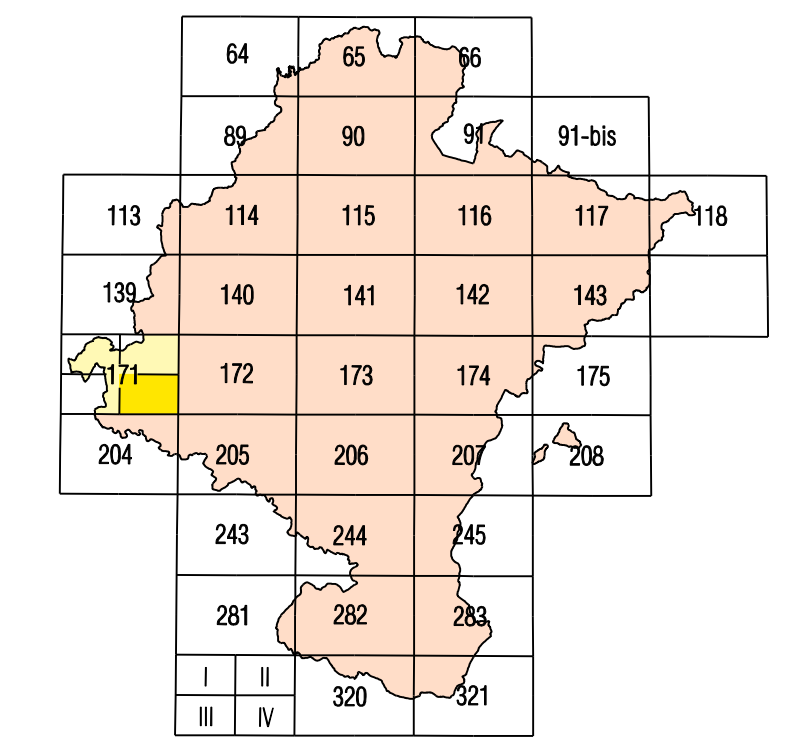 64 65 66
89 90 91 91-bis
113 114 115 116 117 118
139 140 141 142 143
171 172 173 174 175
204 205 206 207 208
243 244 245
281 282 283
I II
320 321
III IV